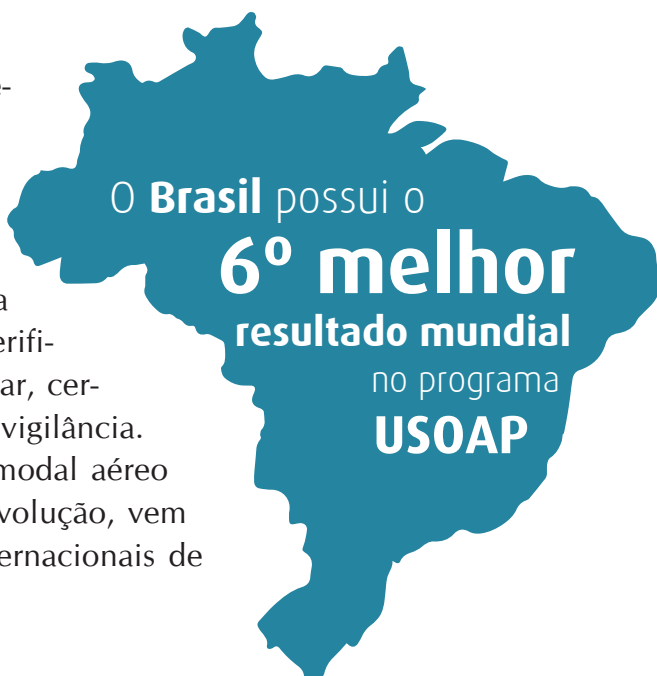 O Brasil possui o
6º melhor
resultado mundial
no programa
USOAP
a
erifi-
ar, cer-
vigilância.
modal aéreo
volução, vem
ernacionais de